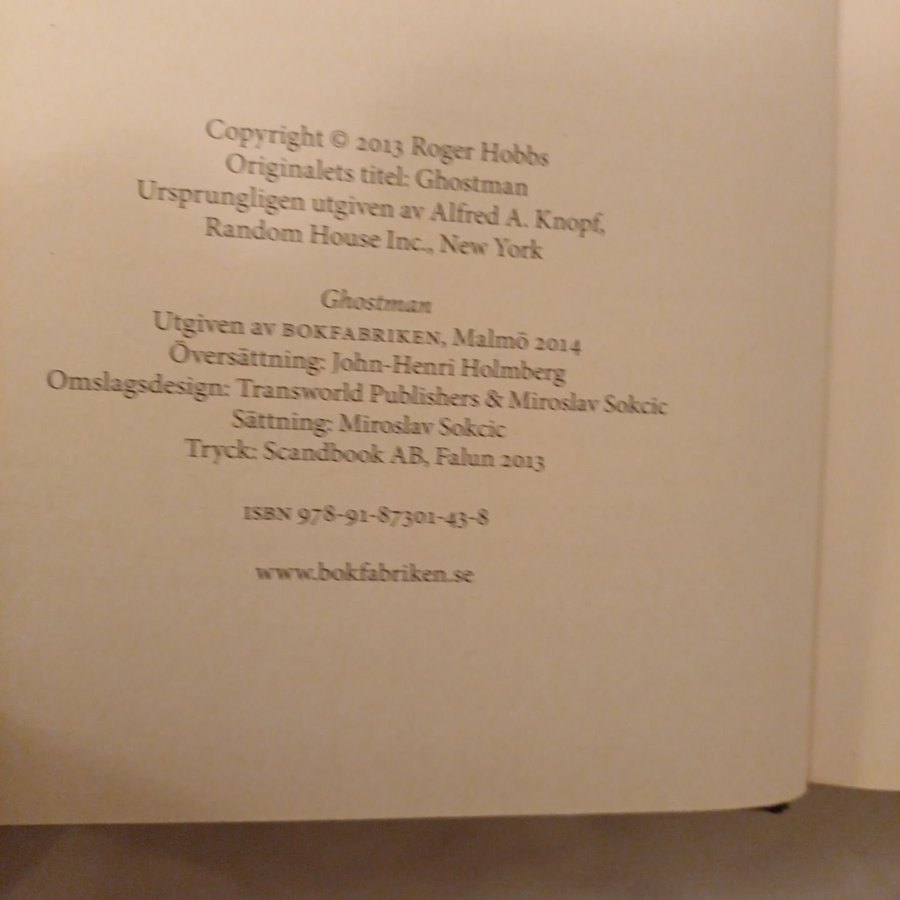 Copyright © 2013 Roger Hobbs
Originalets titel: Ghostman
Ursprungligen utgiven av Alfred A. Knopf,
Random House Inc., New York
Ghostman
Utgiven av BOKFABRIKEN, Malmö 2014
Översättning: John-Henri Holmberg
Omslagsdesign: Transworld Publishers & Miroslav Sokcic
Sättning: Miroslav Sokcic
Tryck: Scandbook AB, Falun 2013
ISBN 978-91-87301-43-8
www.bokfabriken.se